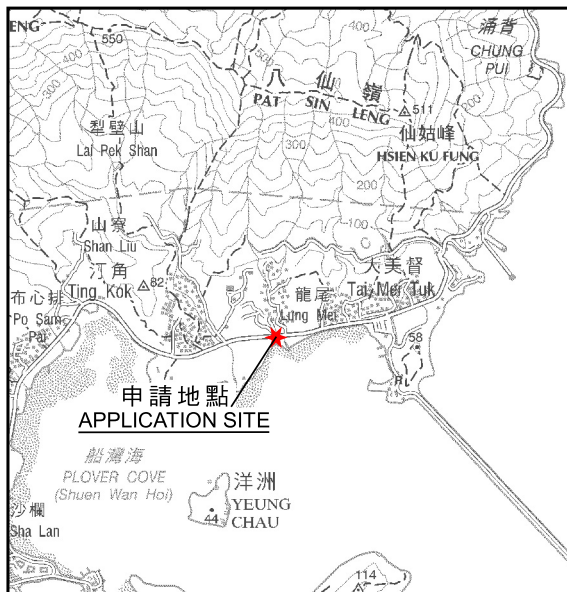 ENG
550
400
300
500
400
八仙嶺
PAT SIN LENG
511
400
仙姑峰
HSIEN KU FUNG
涌背
CHUNG PUI
200
300
200
100
犁壁山
Lai Pek Shan
山寮
Shan Liu
汀角
Ting Kok
82
布心排
Po Sam
Pai
龍尾
Lung Mei
大美督
Tai Mei Tuk
58
申請地點
APPLICATION SITE
船灣海
PLOVER COVE
(Shuen Wan Hoi)
洋洲
YEUNG
CHAU
44
沙欄
Sha Lan
114